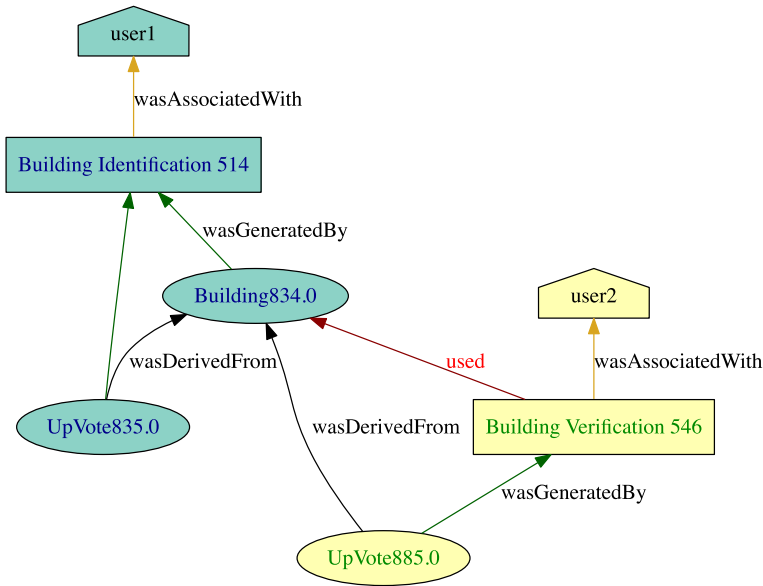 user1
wasAssociatedWith
Building Identification 514
wasGeneratedBy
Building834.0
user2
wasDerivedFrom
used
wasAssociatedWith
UpVote835.0
wasDerivedFrom
Building Verification 546
wasGeneratedBy
UpVote885.0